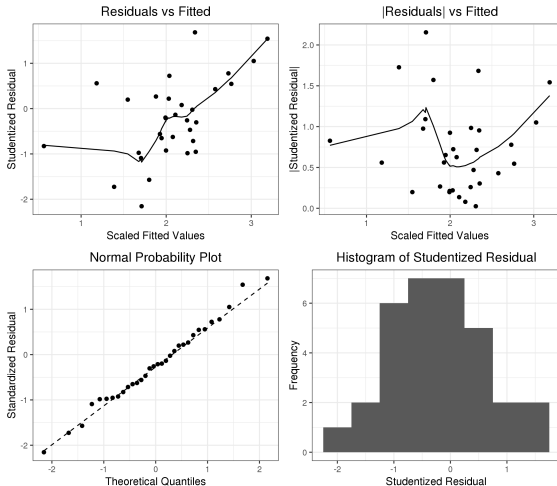 Residuals vs Fitted
|Residuals| vs Fitted
Studentized Residual
1
0
-1
-2
1
2
3
Scaled Fitted Values
|Studentized Residual|
2.0
1.5
1.0
0.5
0.0
1
2
3
Scaled Fitted Values
Normal Probability Plot
Histogram of Studentized Residual
Standardized Residual
1
0
-1
-2
-2
-1
0
1
2
Theoretical Quantiles
Frequency
6
4
2
0
-2
-1
0
1
Studentized Residual